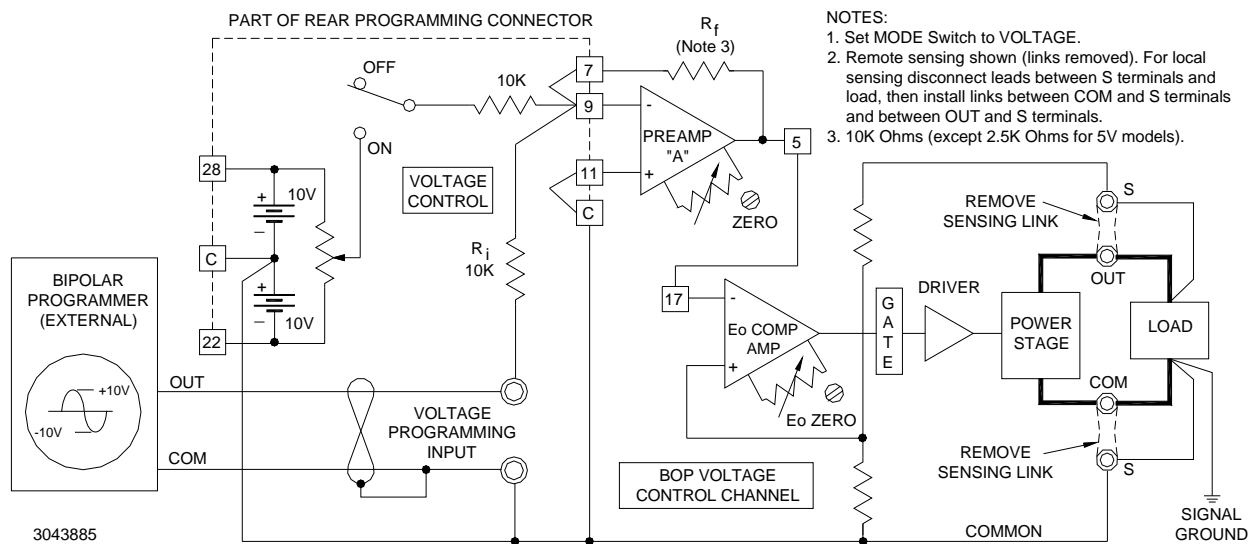 PART OF REAR PROGRAMMING CONNECTOR
NOTES:
1. Set MODE Switch to VOLTAGE.
2. Remote sensing shown (links removed). For local
sensing disconnect leads between S terminals and
load, then install links between COM and S terminals
and between OUT and S terminals.
3. 10K Ohms (except 2.5K Ohms for 5V models).
Rf
(Note 3)
OFF
10K
7
9
-
PREAMP
"A"
+
5
ON
VOLTAGE
CONTROL
28
10V
+
–
11
C
ZERO
Ri
10K
C
+
–
10V
22
BIPOLAR
PROGRAMMER
(EXTERNAL)
+10V
-10V
OUT
COM
VOLTAGE
PROGRAMMING
INPUT
17
-
Eo COMP
AMP
+
Eo ZERO
GATE
DRIVER
POWER
STAGE
LOAD
S
REMOVE
SENSING LINK
OUT
COM
REMOVE
SENSING LINK
S
BOP VOLTAGE
CONTROL CHANNEL
COMMON
SIGNAL
GROUND
3043885